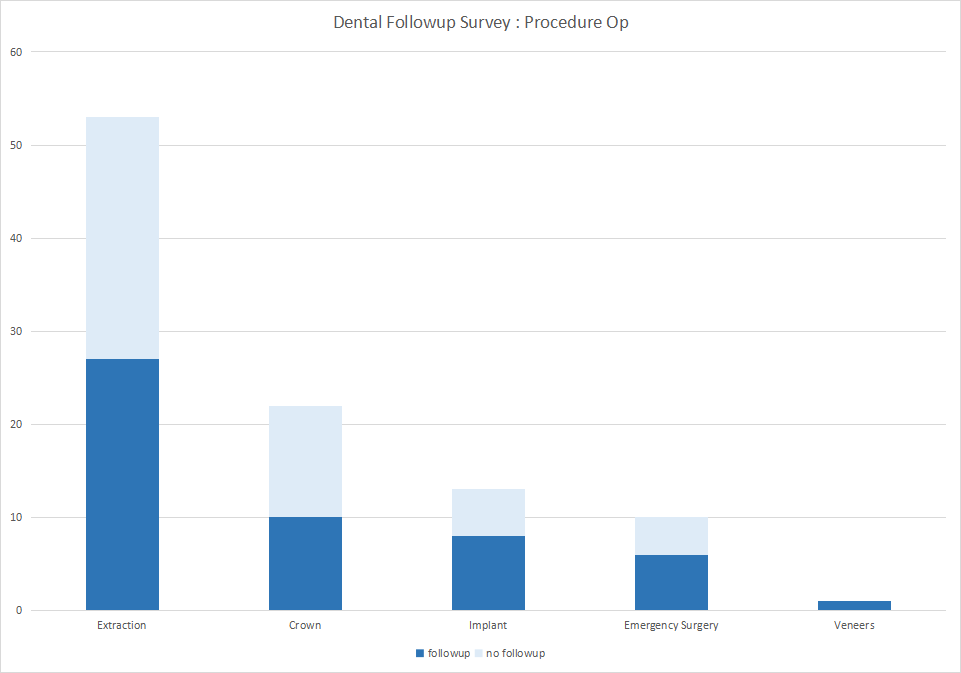 Dental Followup Survey : Procedure Op
60
50
40
30
20
10
0
Extraction Crown Implant Emergency Surgery Veneers
followup no followup